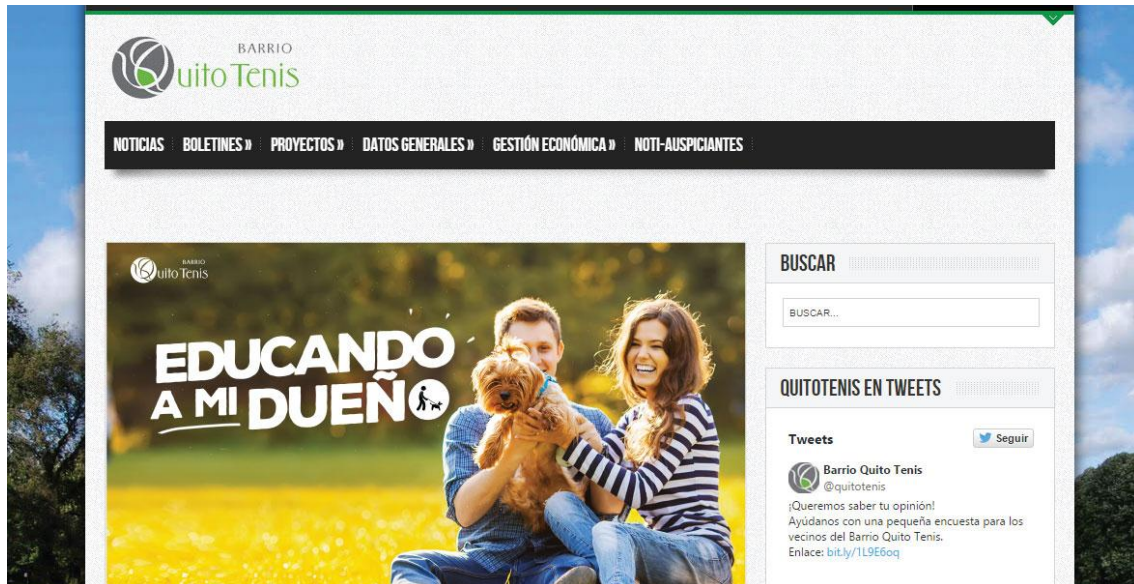 BARRIO
Quito Tenis
NOTICIAS BOLETINES » PROYECTOS » DATOS GENERALES » GESTIÓN ECONÓMICA » NOTI-AUSPICIANTES
BARRIO
Quito Tenis
EDUCANDO
A MI DUEÑO
BUSCAR
BUSCAR...
QUITOTENIS EN TWEETS
Tweets Seguir
Barrio Quito Tenis
@quitotenis
¡Queremos saber tu opinión!
Ayúdanos con una pequeña encuesta para los
vecinos del Barrio Quito Tenis.
Enlace: bit.ly/1L9E6oq